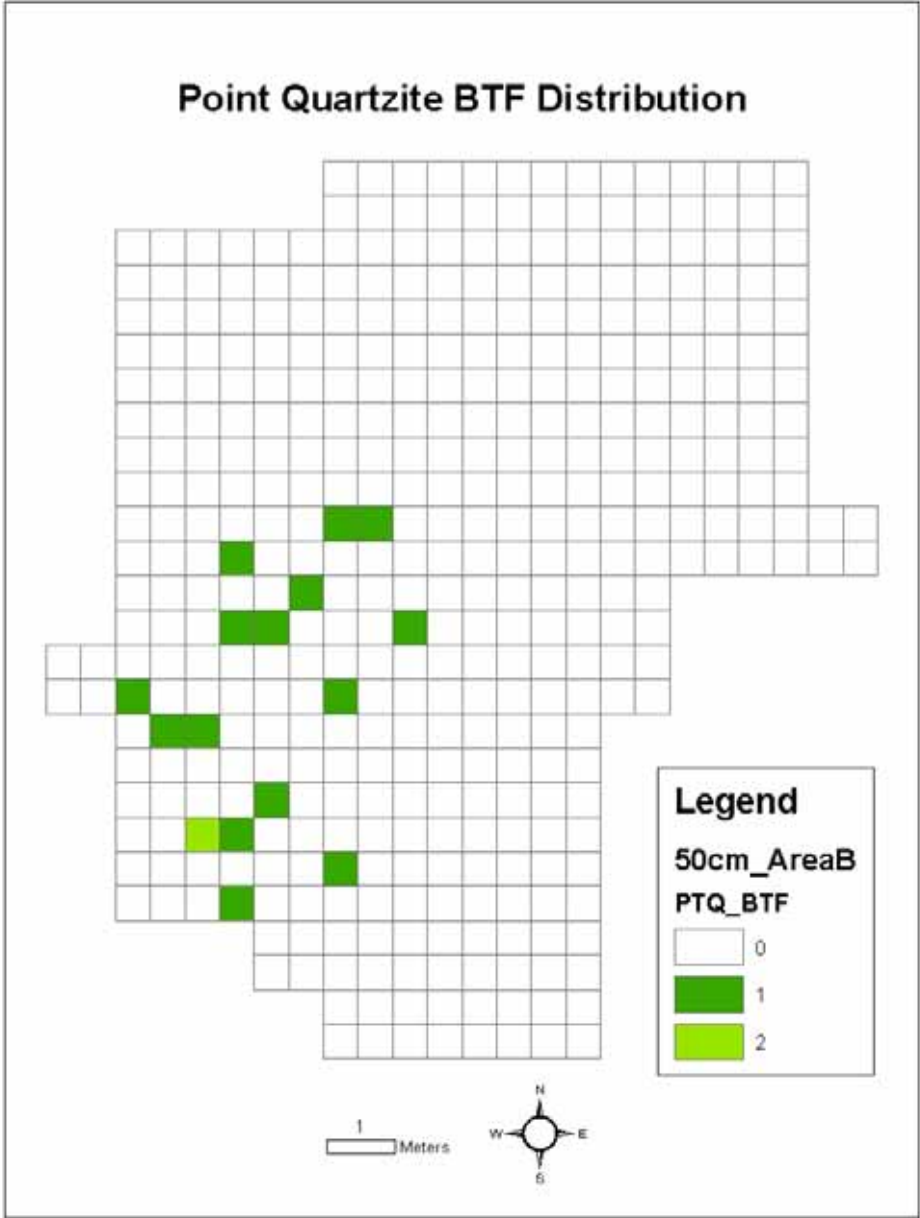 Point Quartzite BTF Distribution
Legend
50cm_AreaB
PTQ_BTF
0
1
2
1
Meters
N
W E
S